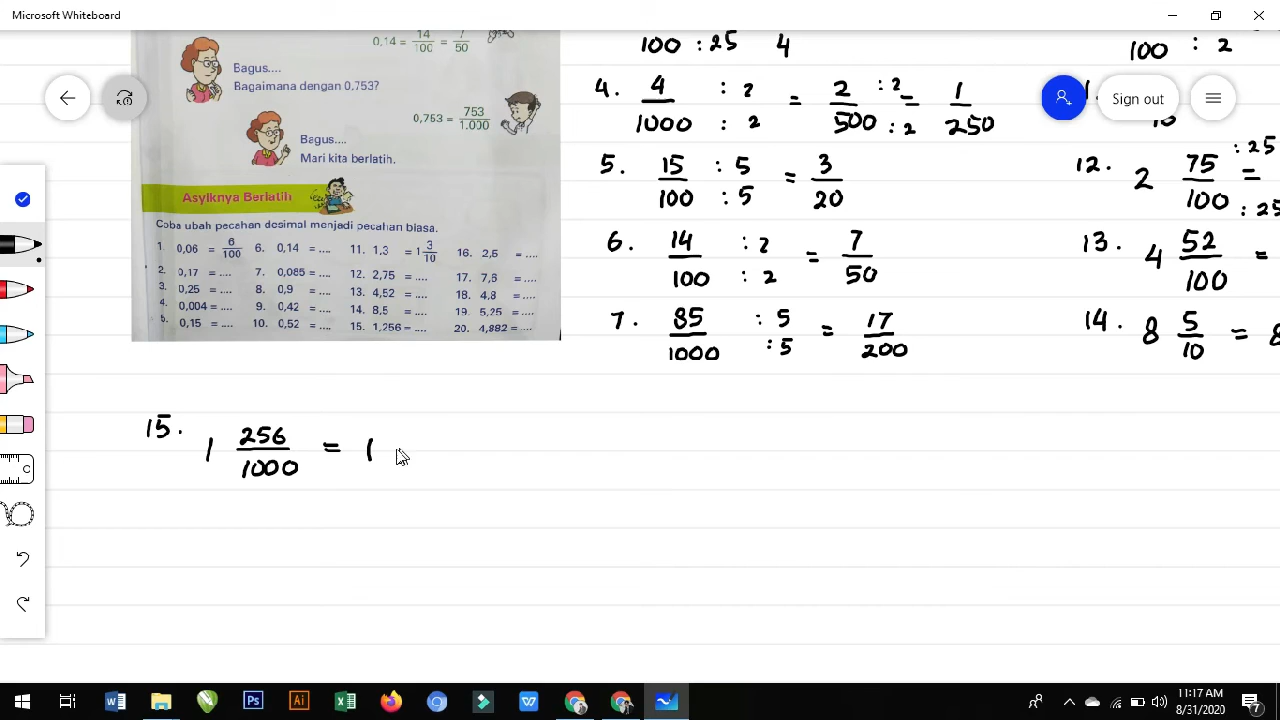 Microsoft Whiteboard
0,14 = 14/100 = 7/50
Bagus....
Bagaimana dengan 0,753?
0,753 = 753/1.000
Bagus....
Mari kita berlatih.
Asyiknya Berlatih
Coba ubah pecahan desimal menjadi pecahan biasa.
1. 0,06 = 6/100 6. 0,14 = .... 11. 1,3 = 1 3/10 16. 2,5 = ....
2. 0,17 = .... 7. 0,085 = .... 12. 2,75 = .... 17. 7,6 = ....
3. 0,25 = .... 8. 0,9 = .... 13. 4,52 = .... 18. 4,8 = ....
4. 0,004 = .... 9. 0,42 = .... 14. 8,5 = .... 19. 5,25 = ....
5. 0,15 = .... 10. 0,52 = .... 15. 1,256 = .... 20. 4,882 = ....
100 : 25 4
4. 4/1000 : 2 : 2 = 2/500 : 2 : 2 = 1/250
5. 15/100 : 5 : 5 = 3/20
6. 14/100 : 2 : 2 = 7/50
7. 85/1000 : 5 : 5 = 17/200
100 : 2
Sign out
12. 2 75/100 : 25 : 25 =
13. 4 52/100 =
14. 8 5/10 = 8
15. 1 256/1000 = 1
11:17 AM
8/31/2020
7